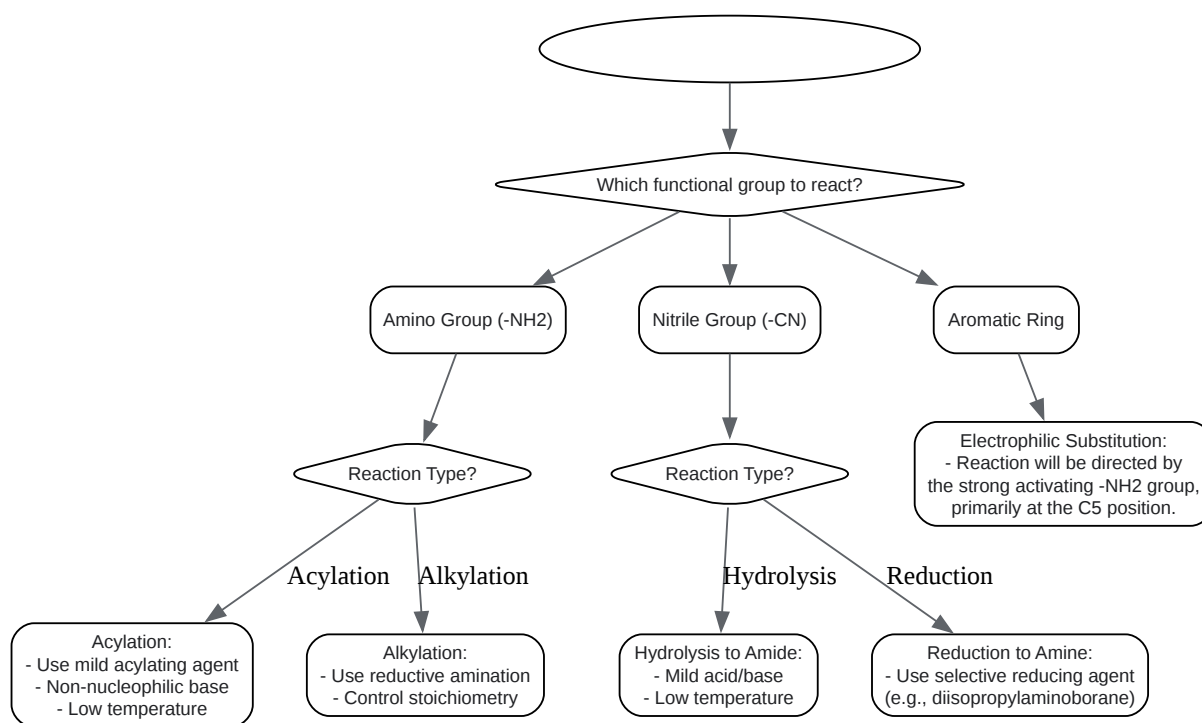 Which functional group to react?
Amino Group (-NH2)
Nitrile Group (-CN)
Aromatic Ring
Reaction Type?
Reaction Type?
Electrophilic Substitution:
- Reaction will be directed by
the strong activating -NH2 group,
primarily at the C5 position.
Acylation
Alkylation
Hydrolysis
Reduction
Acylation:
- Use mild acylating agent
- Non-nucleophilic base
- Low temperature
Alkylation:
- Use reductive amination
- Control stoichiometry
Hydrolysis to Amide:
- Mild acid/base
- Low temperature
Reduction to Amine:
- Use selective reducing agent
(e.g., diisopropylaminoborane)